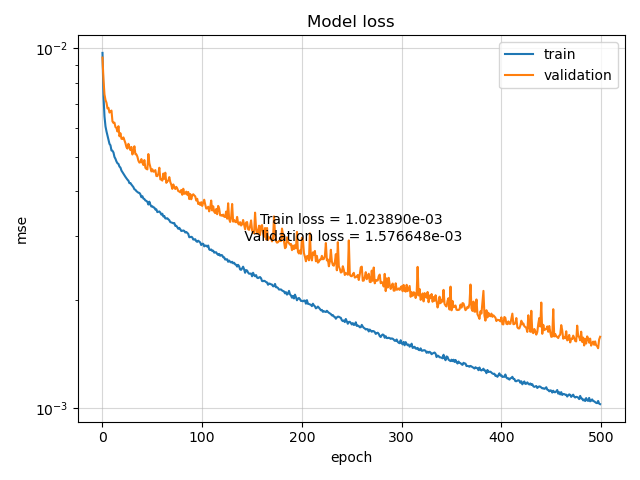 Model loss
train
validation
10⁻²
Train loss = 1.023890e-03
Validation loss = 1.576648e-03
mse
10⁻³
0 100 200 300 400 500
epoch